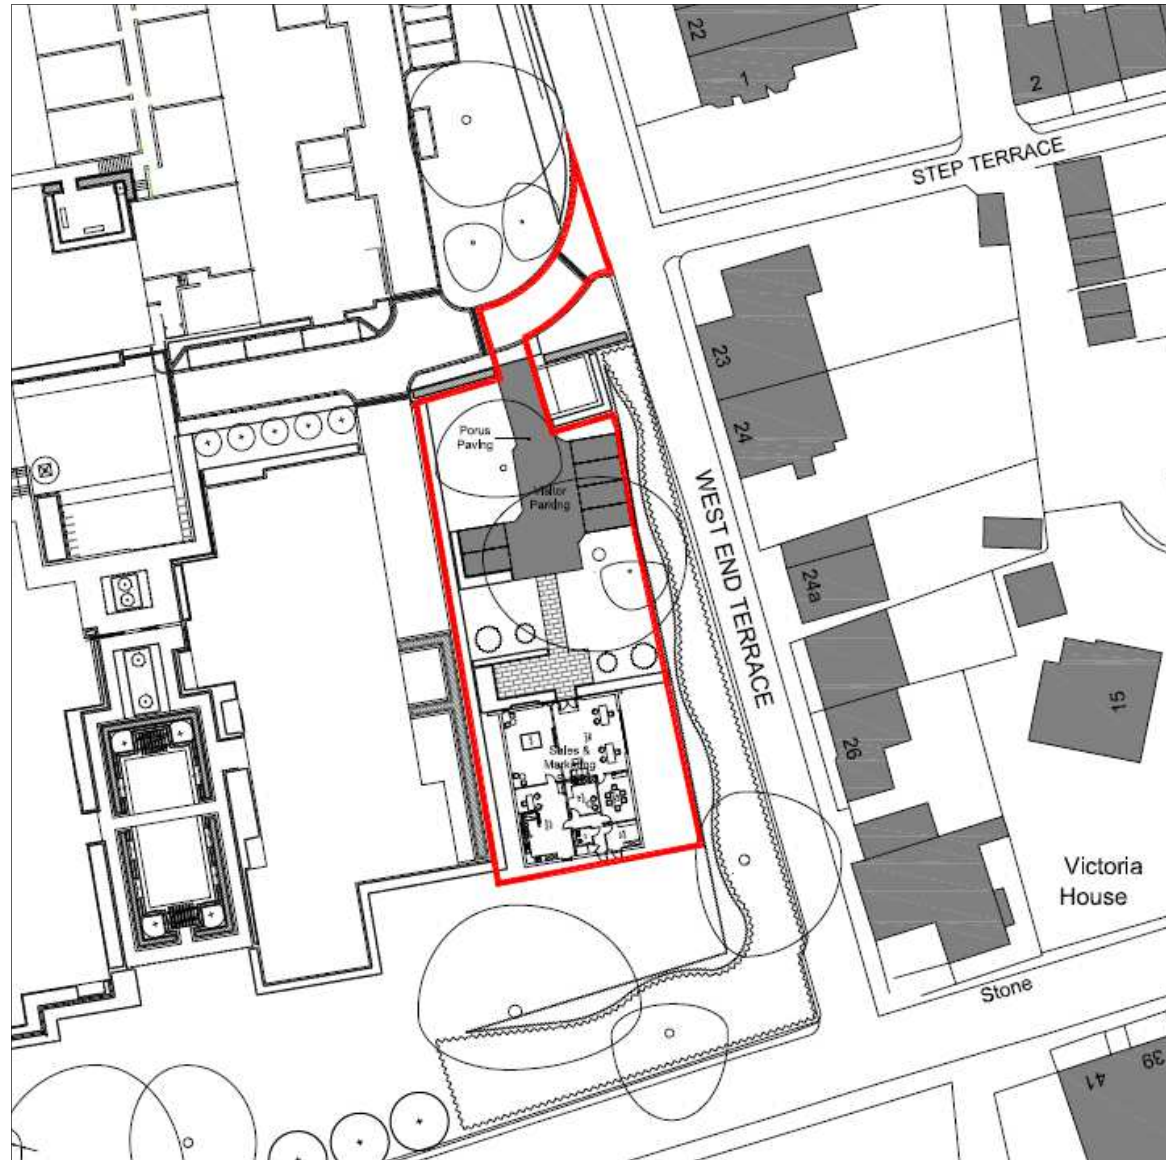 22
1
2
STEP TERRACE
23
24
Porus
Paving
Visitor
Parking
WEST END TERRACE
24a
15
26
Sales &
Marketing
Victoria
House
Stone
41
39